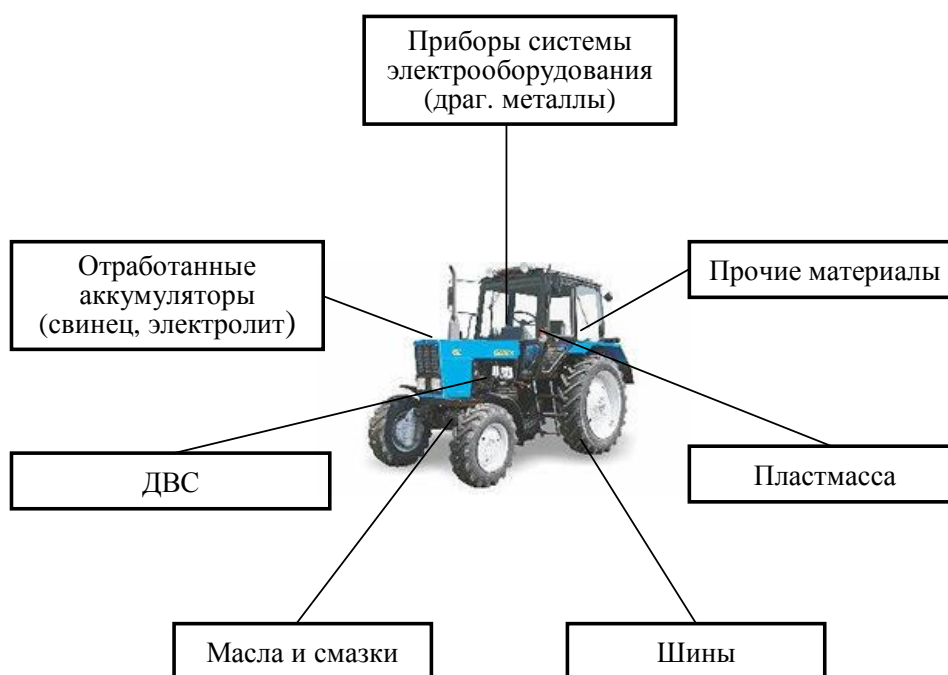 Приборы системы
электрооборудования
(драг. металлы)
Отработанные
аккумуляторы
(свинец, электролит)
Прочие материалы
ДВС
Пластмасса
Масла и смазки
Шины